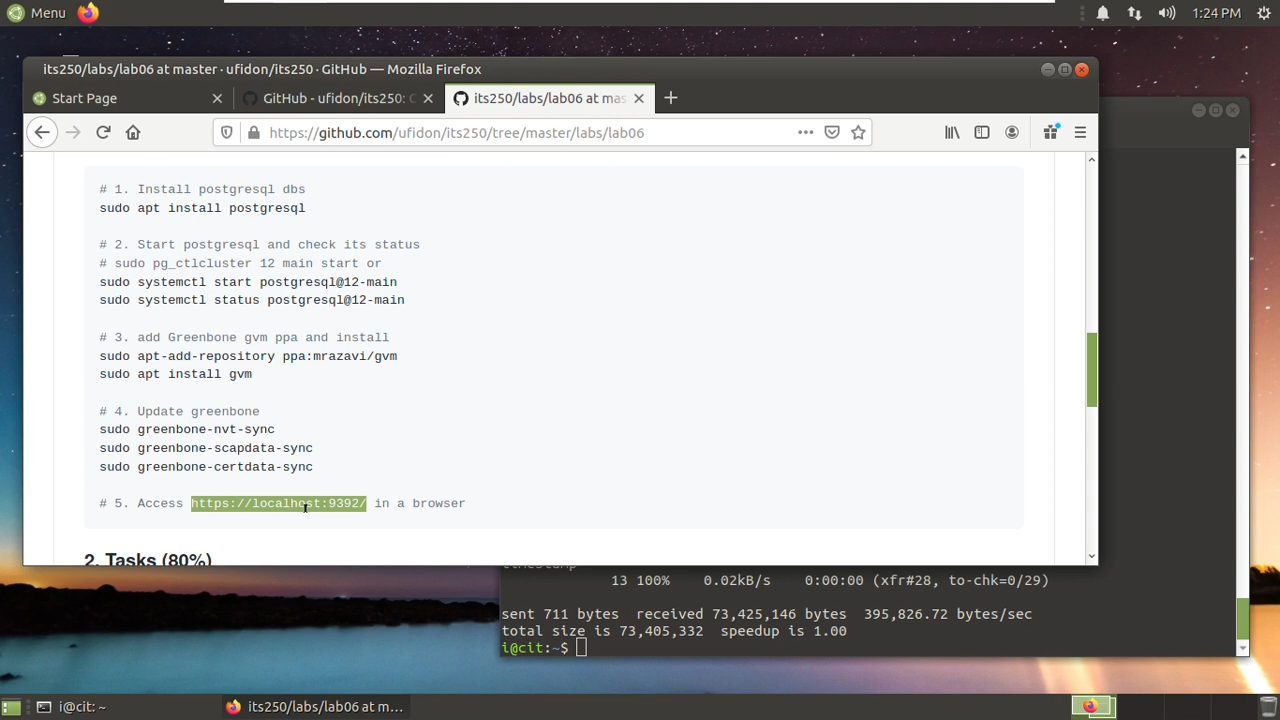 Menu
1:24 PM
its250/labs/lab06 at master · ufidon/its250 · GitHub — Mozilla Firefox
Start Page
GitHub - ufidon/its250:
its250/labs/lab06 at mas
https://github.com/ufidon/its250/tree/master/labs/lab06
# 1. Install postgresql dbs
sudo apt install postgresql
# 2. Start postgresql and check its status
# sudo pg_ctlcluster 12 main start or
sudo systemctl start postgresql@12-main
sudo systemctl status postgresql@12-main
# 3. add Greenbone gvm ppa and install
sudo apt-add-repository ppa:mrazavi/gvm
sudo apt install gvm
# 4. Update greenbone
sudo greenbone-nvt-sync
sudo greenbone-scapdata-sync
sudo greenbone-certdata-sync
# 5. Access https://localhost:9392/ in a browser
2. Tasks (80%)
timestamp
13 100% 0.02kB/s 0:00:00 (xfr#28, to-chk=0/29)
sent 711 bytes received 73,425,146 bytes 395,826.72 bytes/sec
total size is 73,405,332 speedup is 1.00
i@cit:~$
i@cit: ~
its250/labs/lab06 at m...